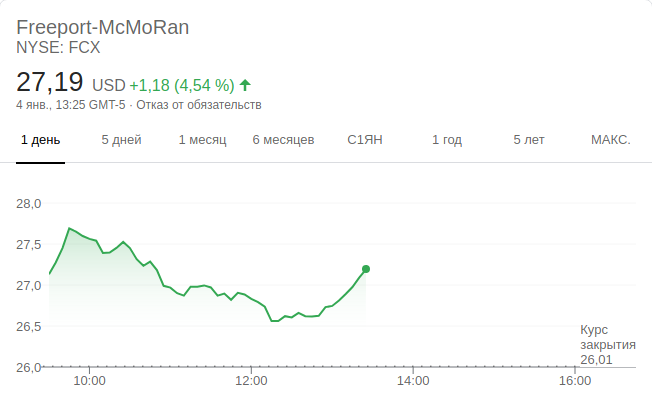 Freeport-McMoRan
NYSE: FCX
27,19 USD +1,18 (4,54 %)
4 янв., 13:25 GMT-5 · Отказ от обязательств
1 день 5 дней 1 месяц 6 месяцев С1ЯН 1 год 5 лет МАКС.
28,0
27,5
27,0
26,5
Курс
закрытия
26,01
26,0
10:00 12:00 14:00 16:00